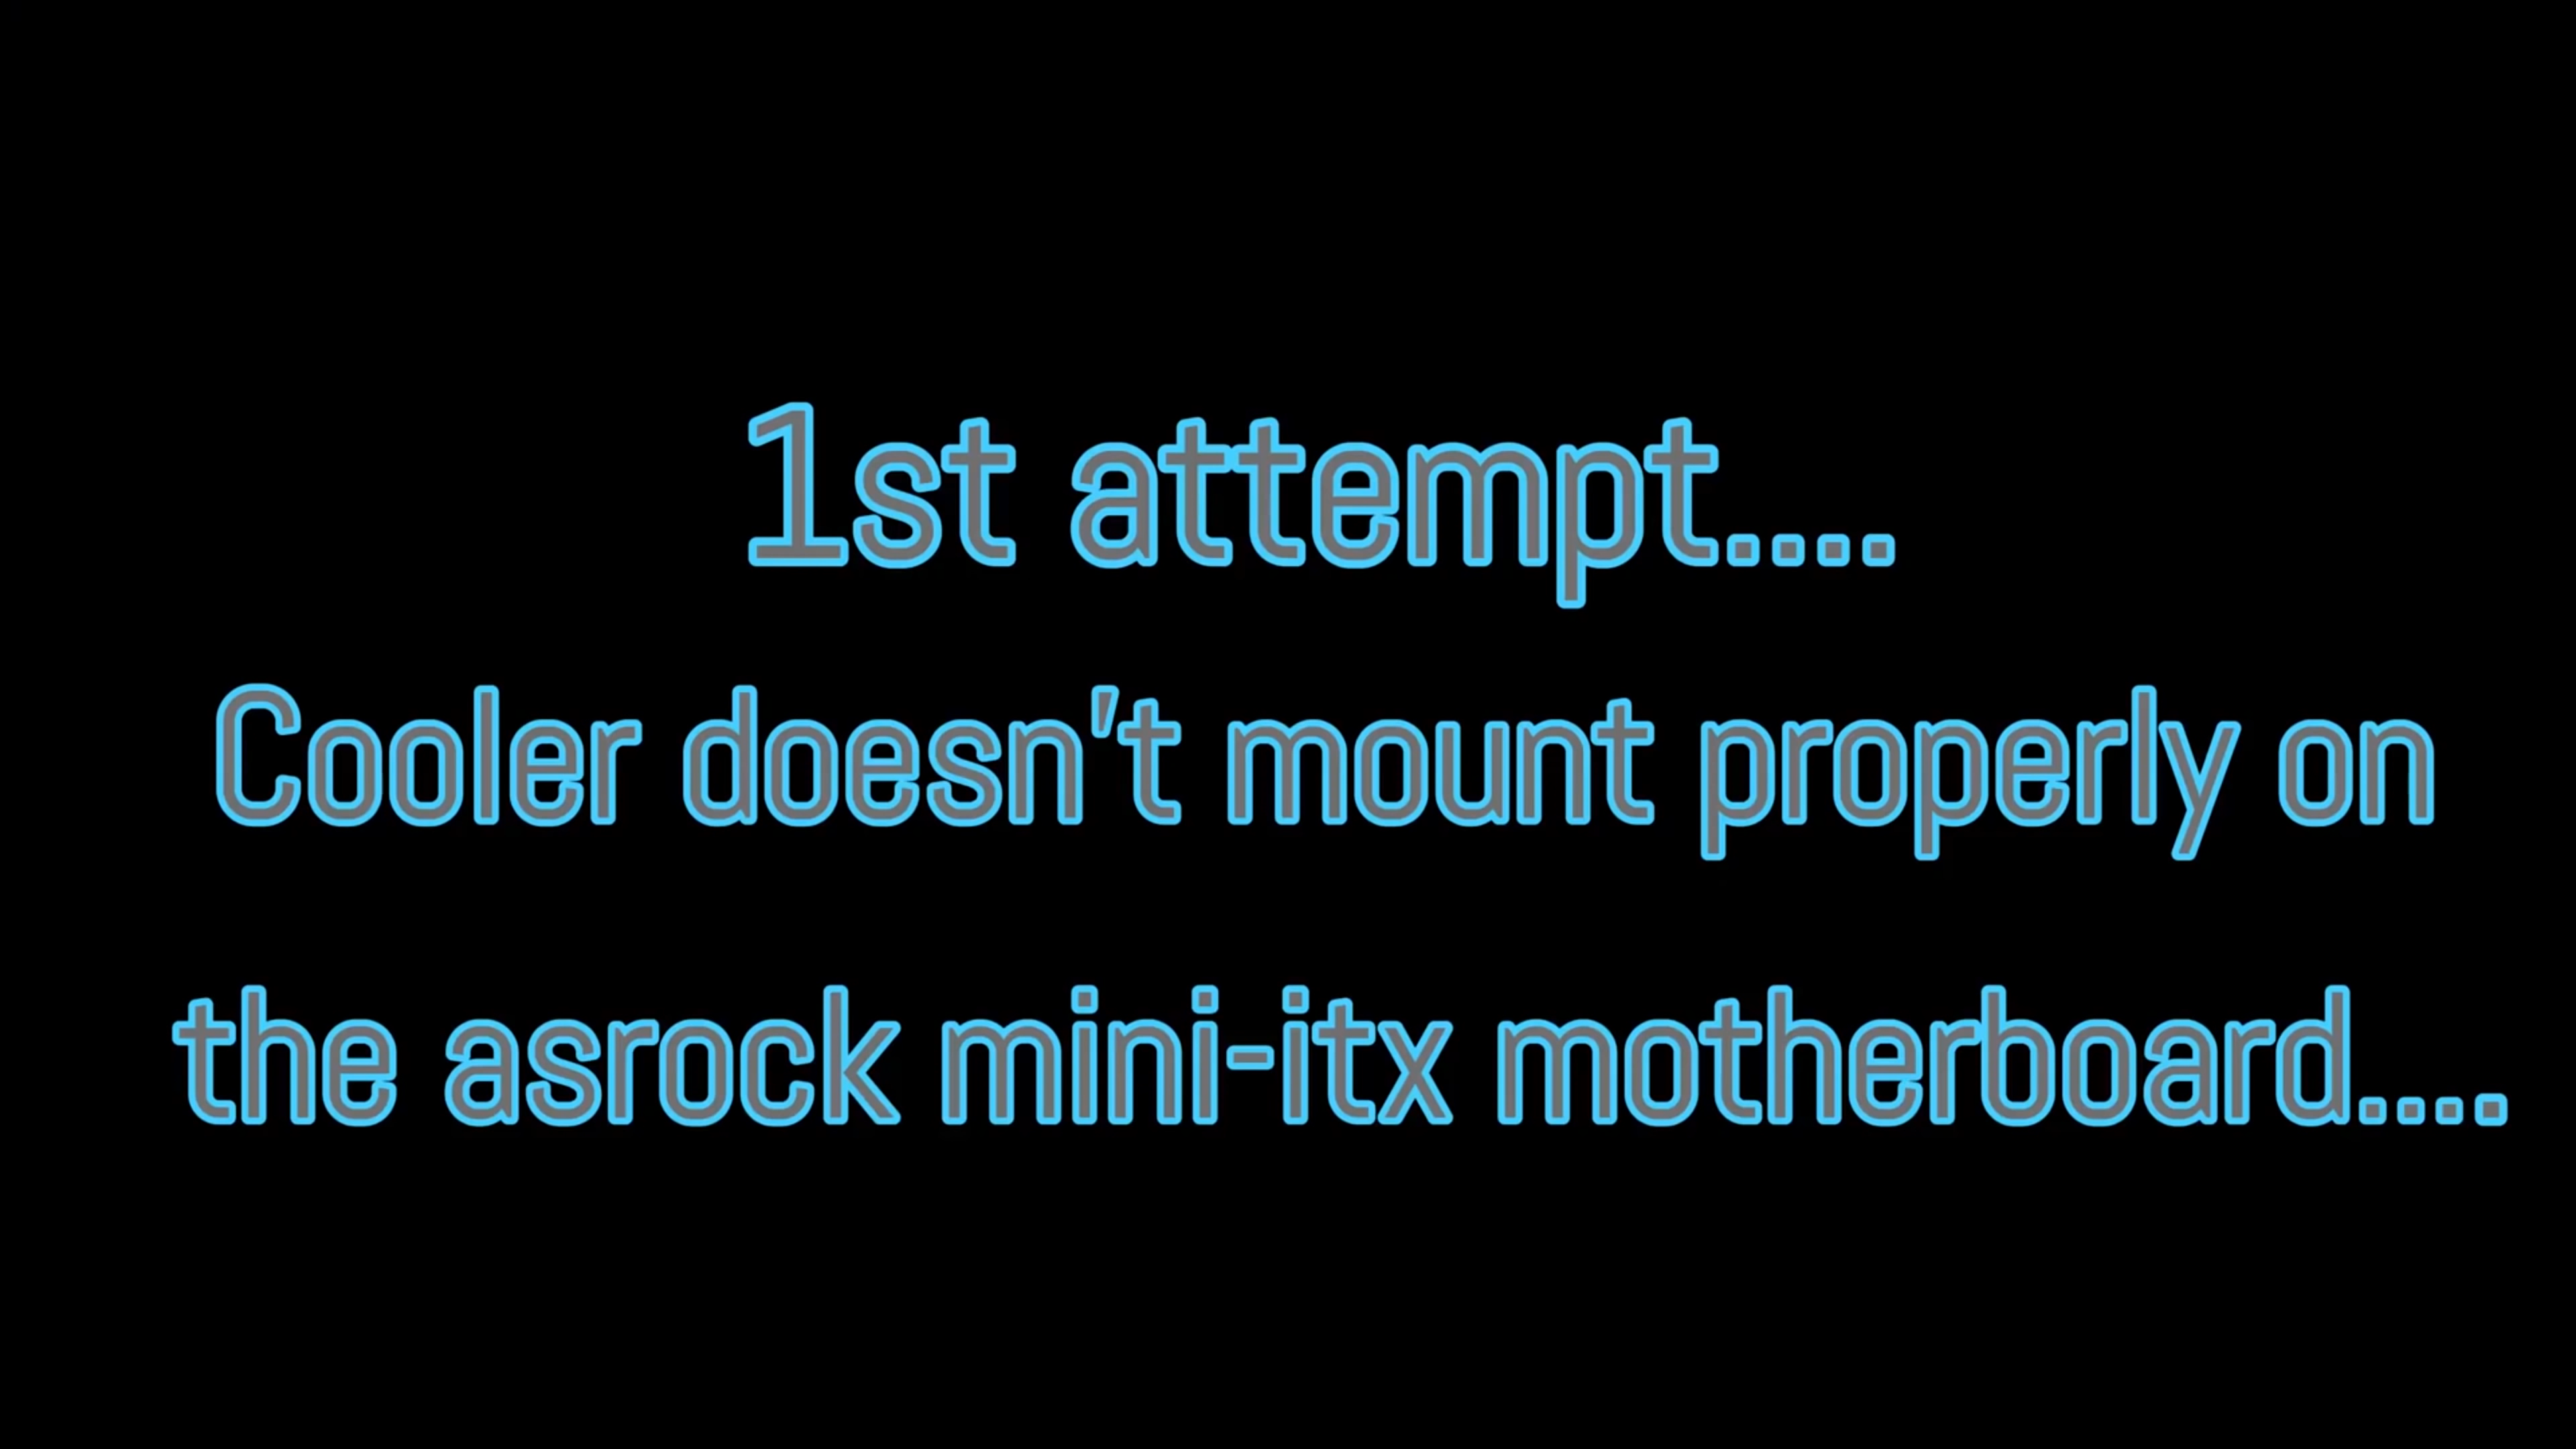 1st attempt....
Cooler doesn't mount properly on
the asrock mini-itx motherboard....